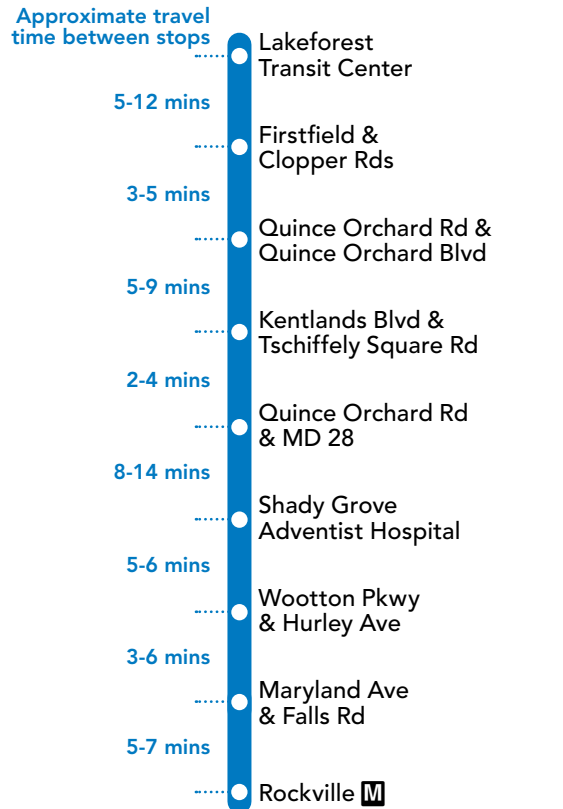 Approximate travel
time between stops
Lakeforest
Transit Center
5-12 mins
Firstfield &
Clopper Rds
3-5 mins
Quince Orchard Rd &
Quince Orchard Blvd
5-9 mins
Kentlands Blvd &
Tschiffely Square Rd
2-4 mins
Quince Orchard Rd
& MD 28
8-14 mins
Shady Grove
Adventist Hospital
5-6 mins
Wootton Pkwy
& Hurley Ave
3-6 mins
Maryland Ave
& Falls Rd
5-7 mins
Rockville M